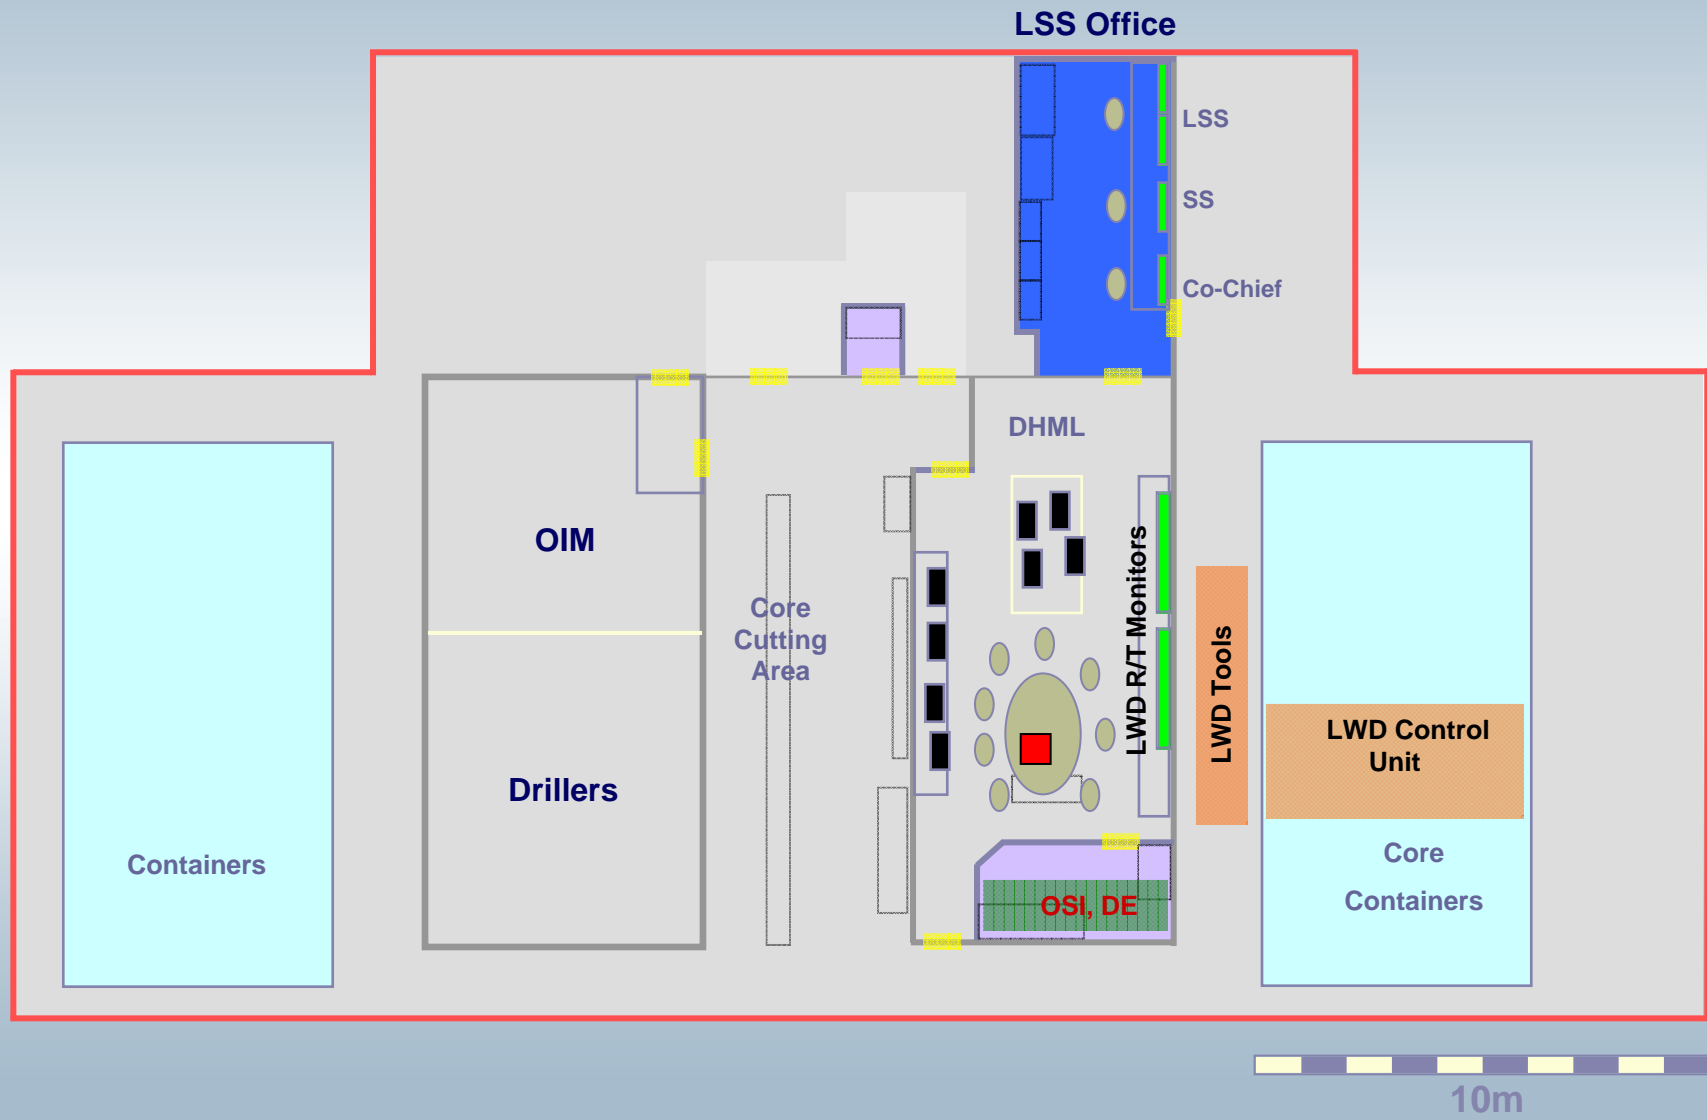 LSS Office
LSS
SS
Co-Chief
DHML
OIM
Core
Cutting
Area
LWD R/T Monitors
LWD Tools
LWD Control
Unit
Drillers
Containers
Core
Containers
OSI, DE
10m